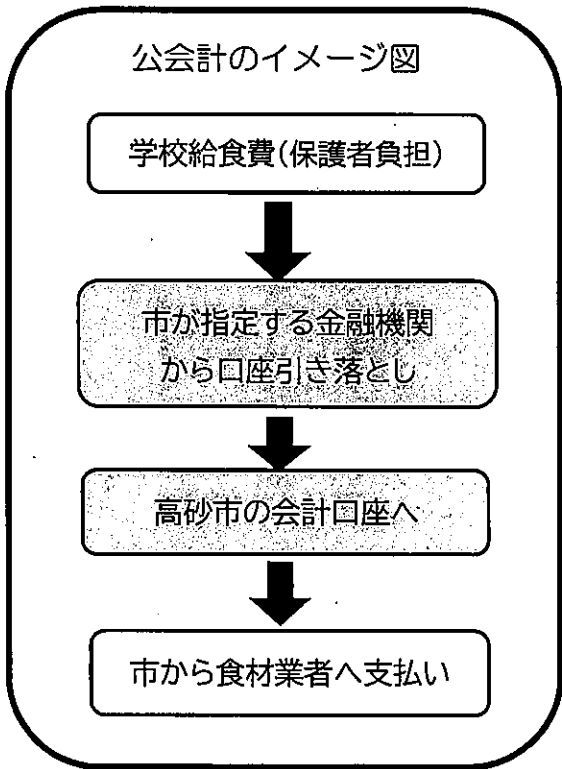 公会計のイメージ図
学校給食費(保護者負担)
市が指定する金融機関
から口座引き落とし
高砂市の会計口座へ
市から食材業者へ支払い